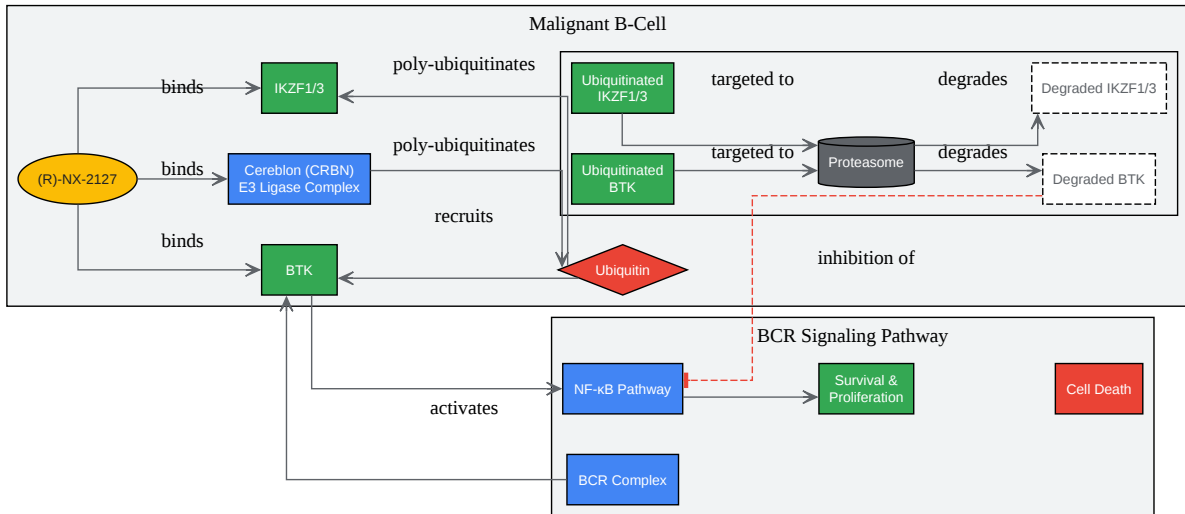 Malignant B-Cell
poly-ubiquitinates
binds
IKZF1/3
Ubiquitinated
IKZF1/3
targeted to
degrades
Degraded IKZF1/3
(R)-NX-2127
binds
Cereblon (CRBN)
E3 Ligase Complex
poly-ubiquitinates
Ubiquitinated
BTK
targeted to
Proteasome
degrades
Degraded BTK
recruits
binds
BTK
Ubiquitin
inhibition of
BCR Signaling Pathway
NF-κB Pathway
Survival &
Proliferation
Cell Death
activates
BCR Complex